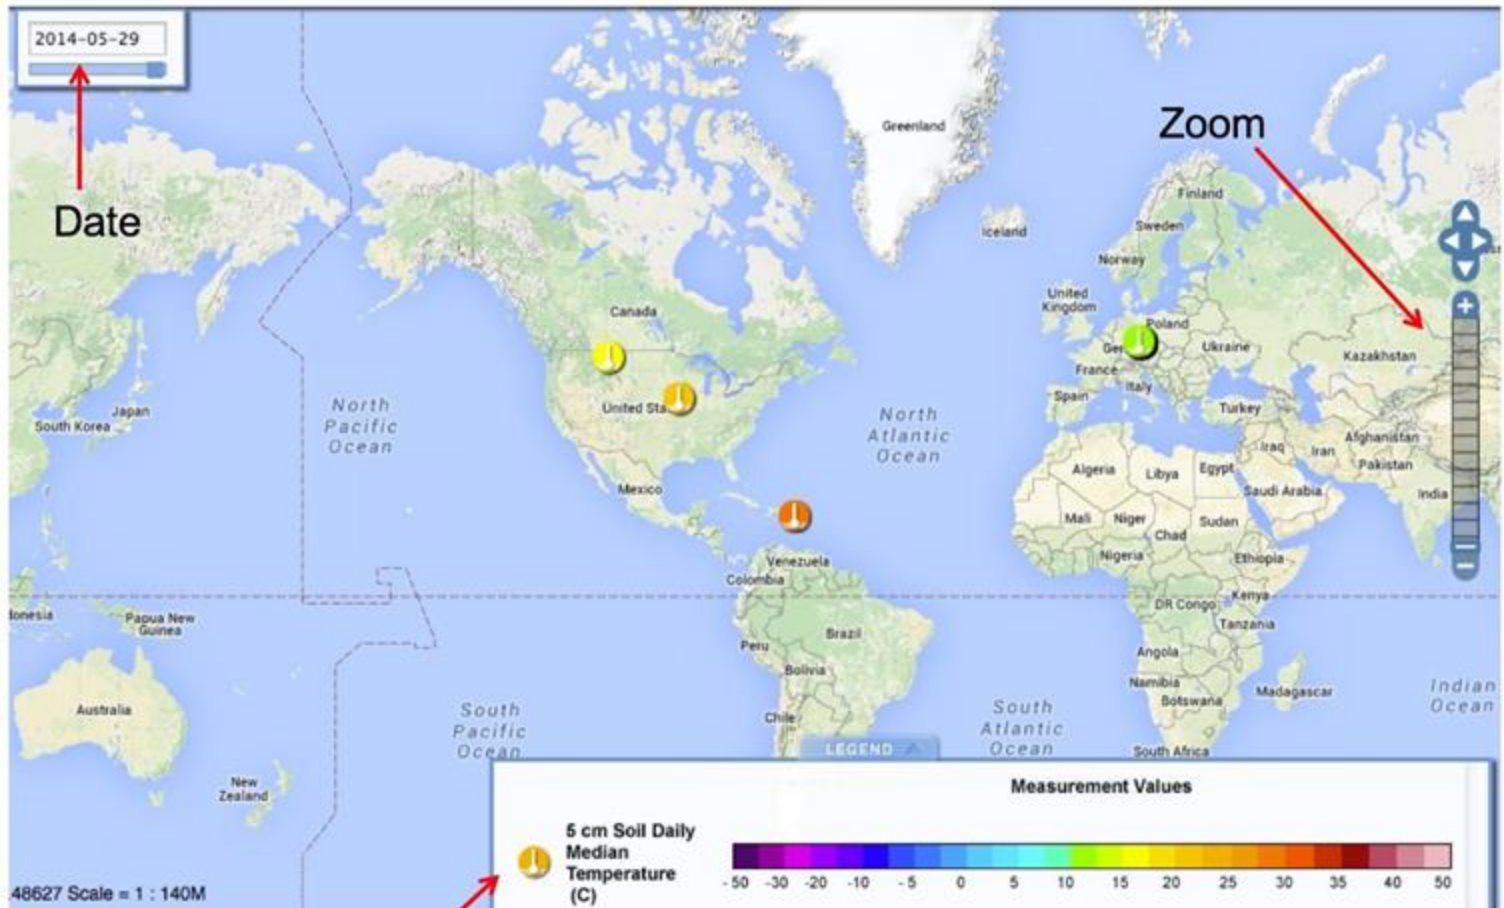 2014-05-29
Date
Zoom
Greenland
Iceland
Finland
Sweden
Norway
United
Kingdom
Poland
Ger
Ukraine
France
Italy
Spain
Turkey
Kazakhstan
Canada
United Sta
Mexico
North
Pacific
Ocean
North
Atlantic
Ocean
Japan
South Korea
Iraq
Iran
Afghanistan
Pakistan
India
Algeria
Libya
Egypt
Saudi Arabia
Mali
Niger
Chad
Sudan
Nigeria
Ethiopia
Venezuela
Colombia
DR Congo
Kenya
Tanzania
donesia
Papua New
Guinea
Brazil
Peru
Bolivia
Angola
Namibia
Botswana
Madagascar
Australia
South
Pacific
Ocean
Chile
South
Atlantic
Ocean
Indian
Ocean
South Africa
New
Zealand
LEGEND
Measurement Values
5 cm Soil Daily
Median
Temperature
(C)
-50 -30 -20 -10 -5 0 5 10 15 20 25 30 35 40 50
.48627 Scale = 1 : 140M